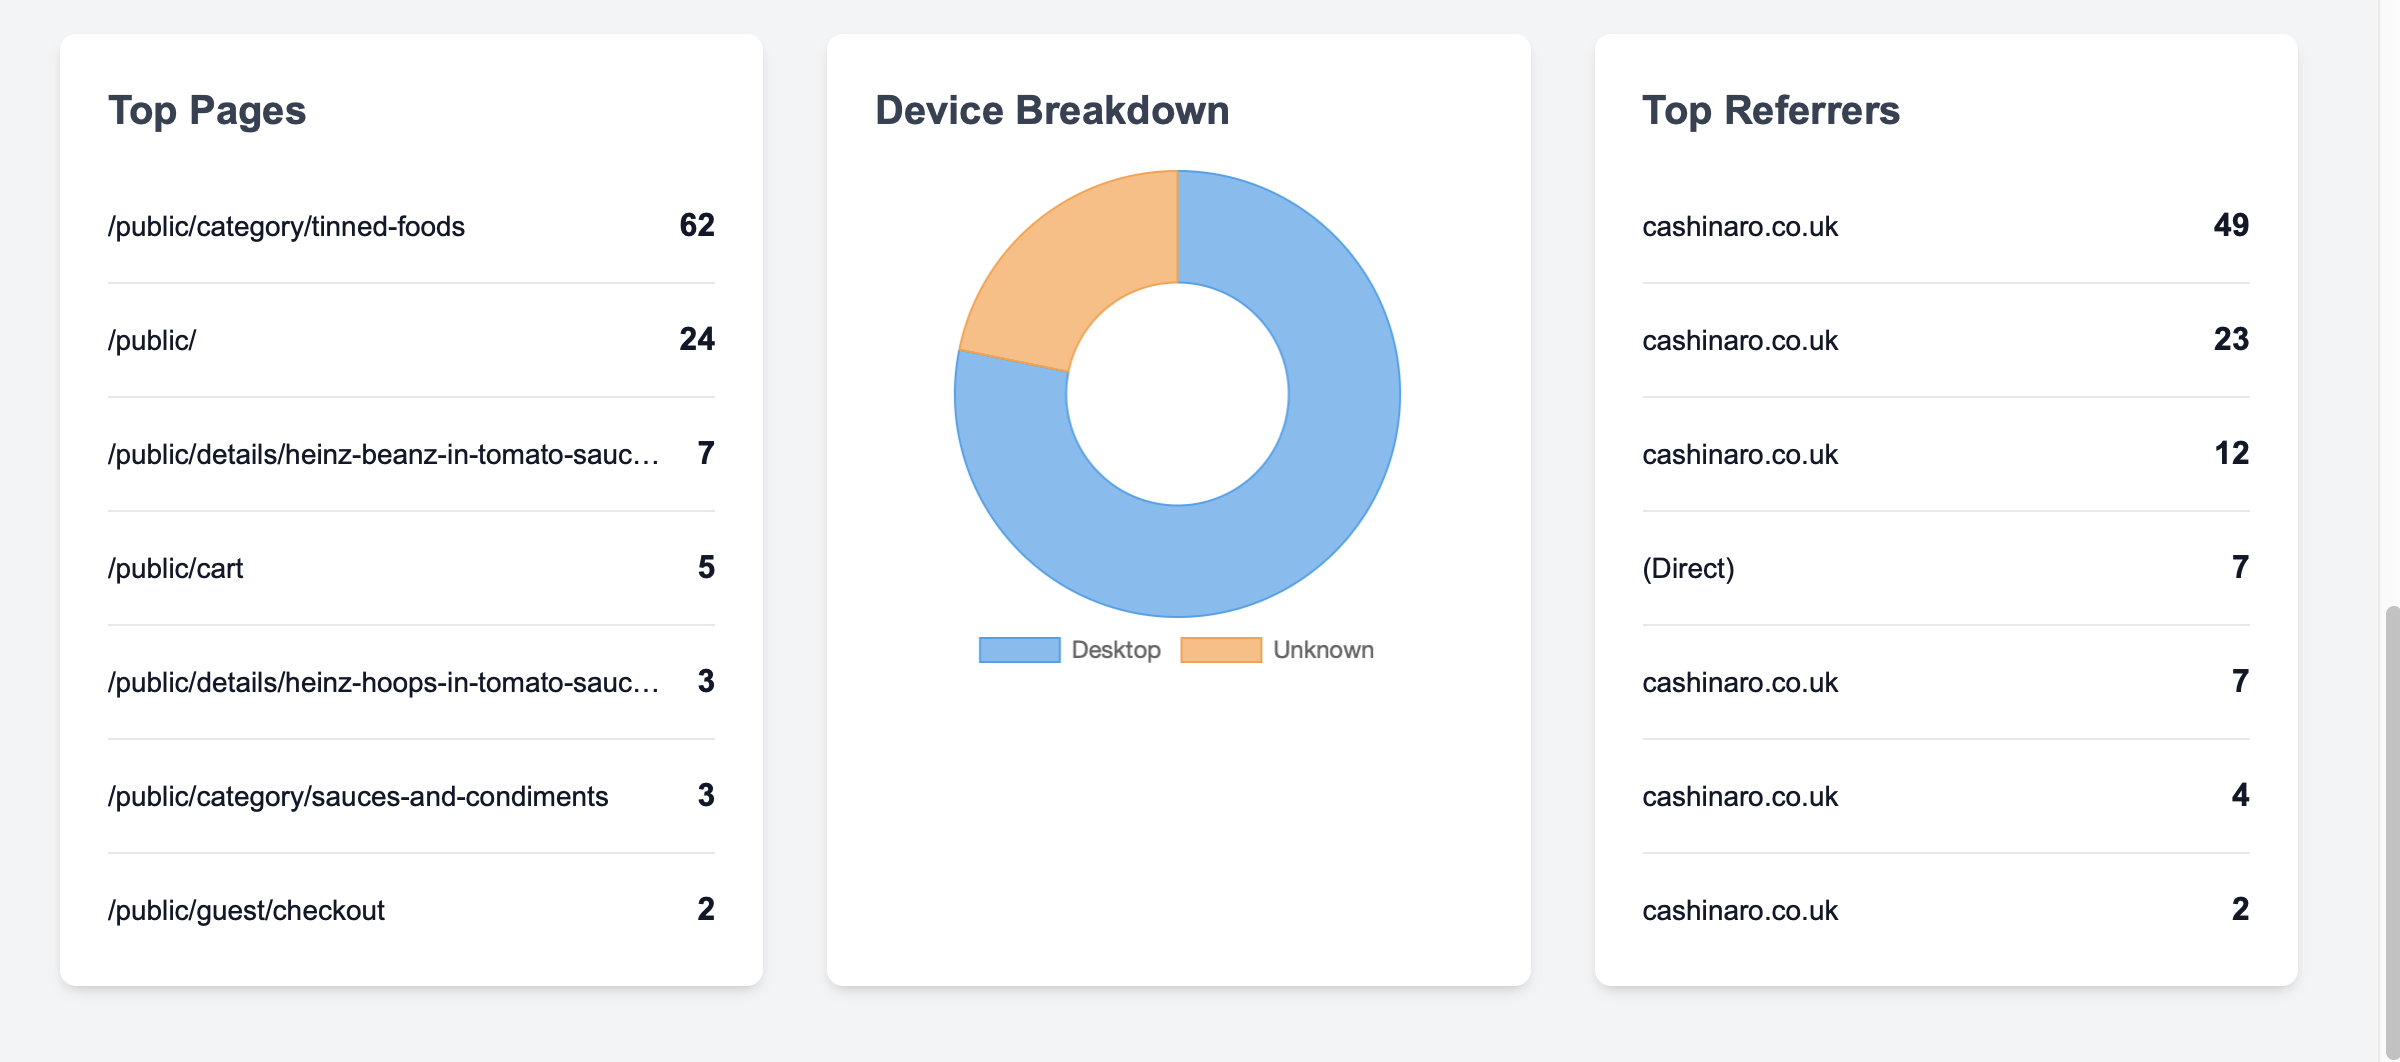 Top Pages
/public/category/tinned-foods 62
/public/ 24
/public/details/heinz-beanz-in-tomato-sauc… 7
/public/cart 5
/public/details/heinz-hoops-in-tomato-sauc… 3
/public/category/sauces-and-condiments 3
/public/guest/checkout 2
Device Breakdown
Desktop Unknown
Top Referrers
cashinaro.co.uk 49
cashinaro.co.uk 23
cashinaro.co.uk 12
(Direct) 7
cashinaro.co.uk 7
cashinaro.co.uk 4
cashinaro.co.uk 2